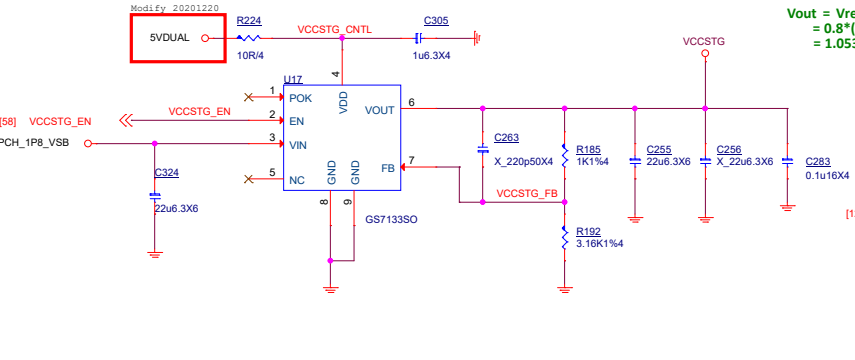 Modify 20201220
5VDUAL
R224
10R/4
VCCSTG_CNTL
C305
1u6.3X4
Vout = Vre
= 0.8*(
= 1.053
VCCSTG
U17
4
VDD
1
POK
VOUT
6
[58] VCCSTG_EN
VCCSTG_EN
2
EN
PCH_1P8_VSB
3
VIN
C263
X_220p50X4
R185
1K1%4
C255
22u6.3X6
C256
X_22u6.3X6
C283
0.1u16X4
FB
7
C324
22u6.3X6
5
NC
GND
GND
8
9
GS7133SO
VCCSTG_FB
R192
3.16K1%4